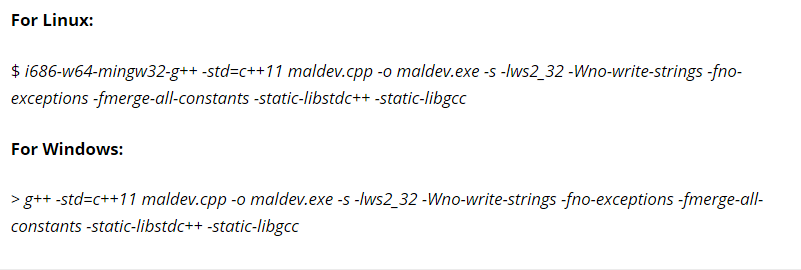 For Linux:
$ i686-w64-mingw32-g++ -std=c++11 maldev.cpp -o maldev.exe -s -lws2_32 -Wno-write-strings -fno-
exceptions -fmerge-all-constants -static-libstdc++ -static-libgcc
For Windows:
> g++ -std=c++11 maldev.cpp -o maldev.exe -s -lws2_32 -Wno-write-strings -fno-exceptions -fmerge-all-
constants -static-libstdc++ -static-libgcc